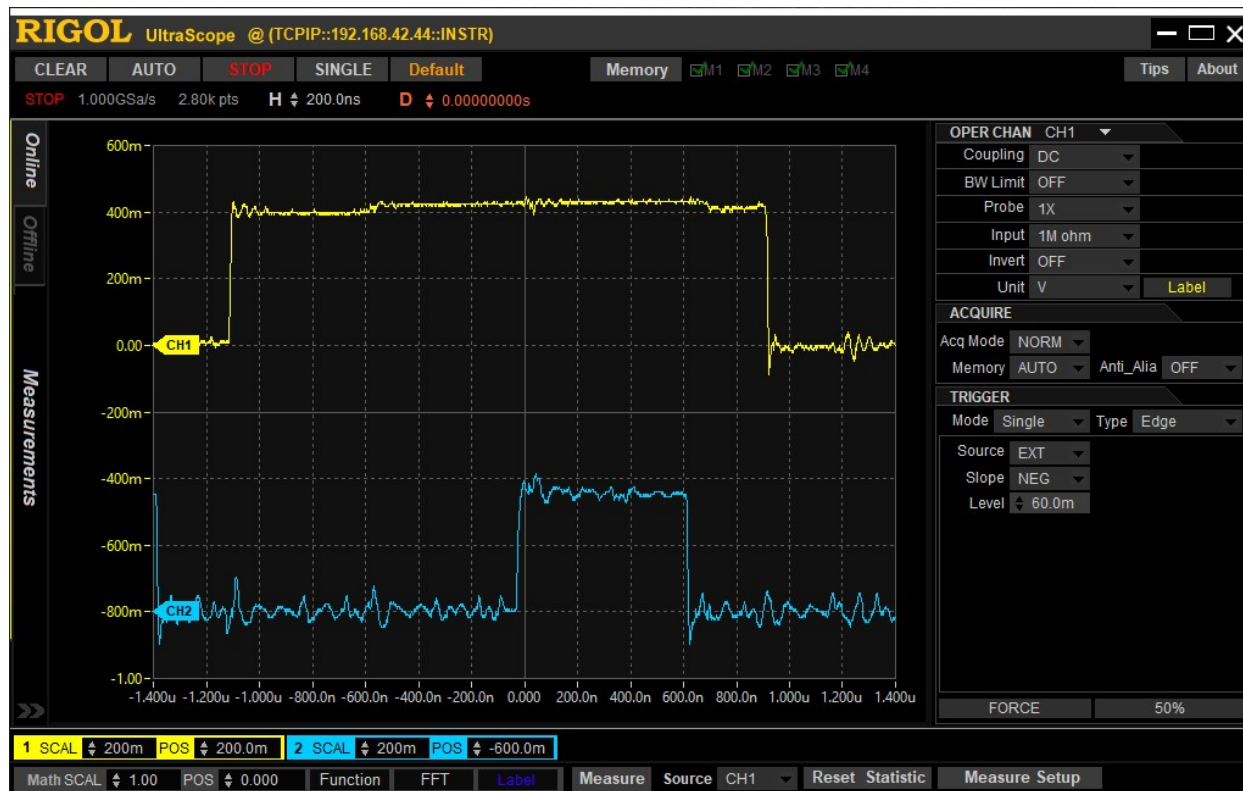 RIGOL UltraScope @ (TCPIP::192.168.42.44::INSTR)
CLEAR AUTO STOP SINGLE Default Memory M1 M2 M3 M4 Tips About
STOP 1.000GSa/s 2.80k pts H 200.0ns D 0.00000000s
Online
Offline
Measurements
600m
400m
200m
0.00
-200m
-400m
-600m
-800m
-1.00
CH1
CH2
-1.400u -1.200u -1.000u -800.0n -600.0n -400.0n -200.0n 0.000 200.0n 400.0n 600.0n 800.0n 1.000u 1.200u 1.400u
OPER CHAN CH1
Coupling DC
BW Limit OFF
Probe 1X
Input 1M ohm
Invert OFF
Unit V Label
ACQUIRE
Acq Mode NORM
Memory AUTO Anti_Alia OFF
TRIGGER
Mode Single Type Edge
Source EXT
Slope NEG
Level 60.0m
FORCE 50%
1 SCAL 200m POS 200.0m 2 SCAL 200m POS -600.0m
Math SCAL 1.00 POS 0.000 Function FFT Label Measure Source CH1 Reset Statistic Measure Setup